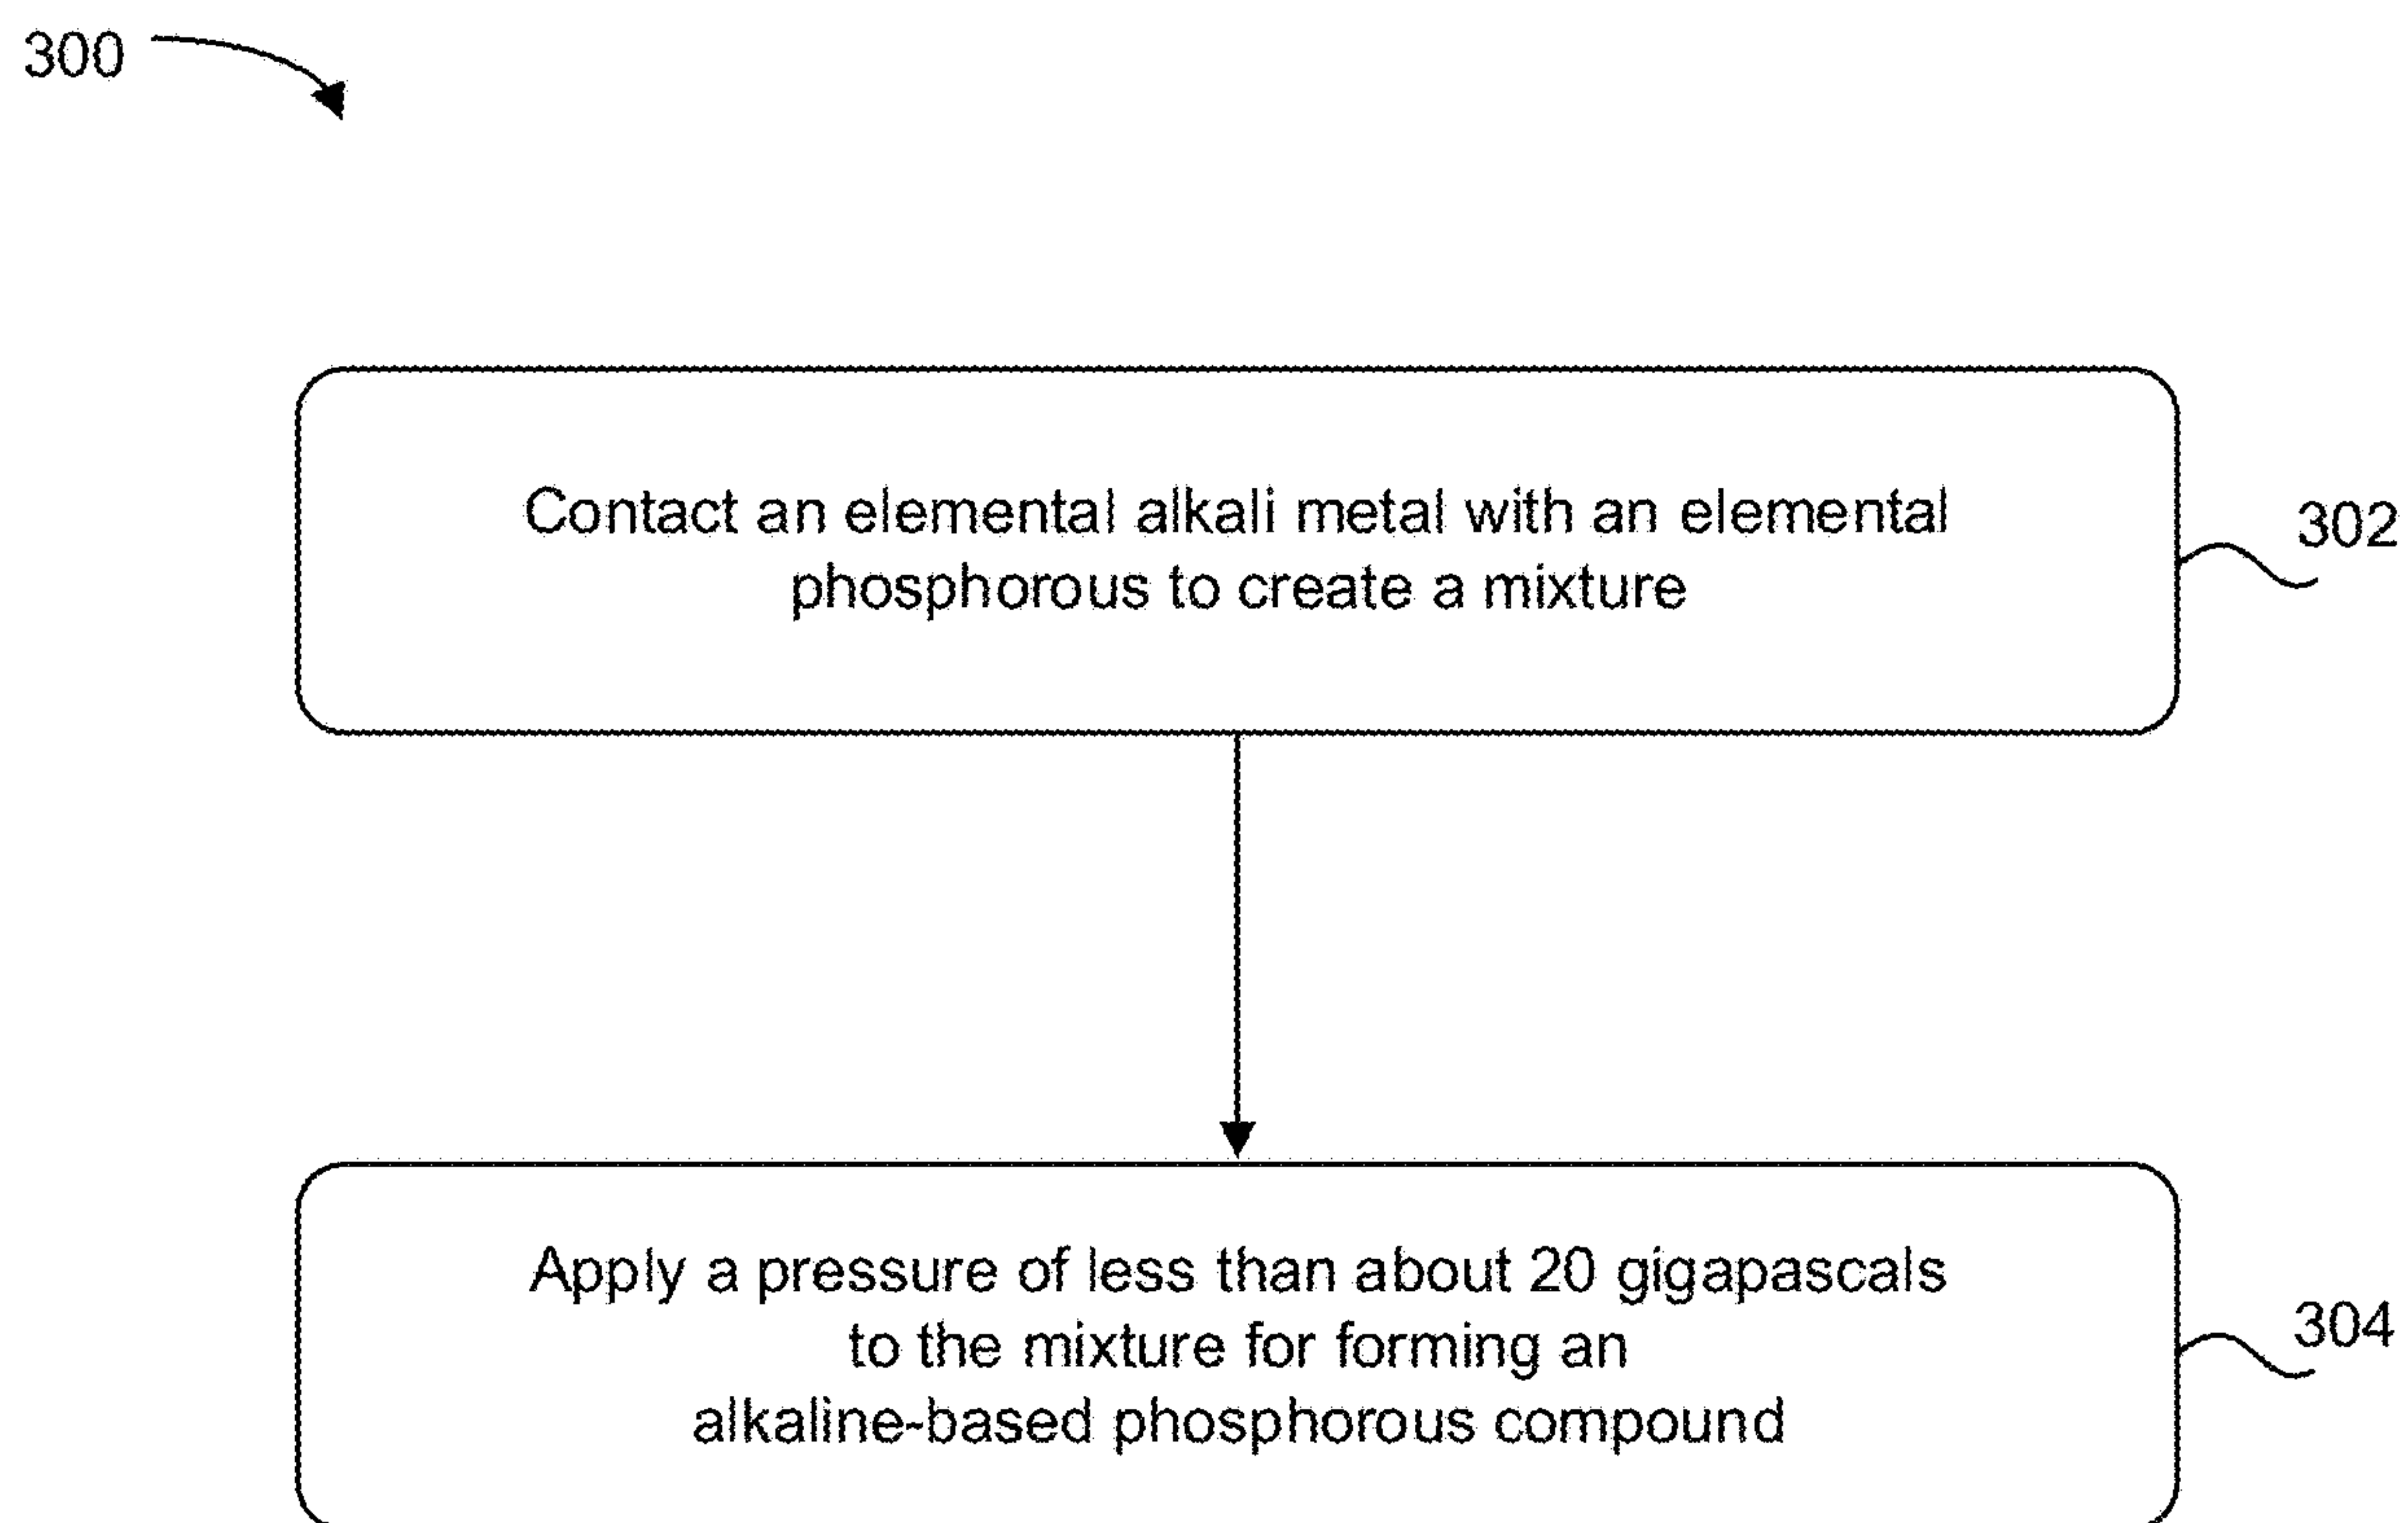 300
Contact an elemental alkali metal with an elemental
phosphorous to create a mixture
302
Apply a pressure of less than about 20 gigapascals
to the mixture for forming an
alkaline-based phosphorous compound
304